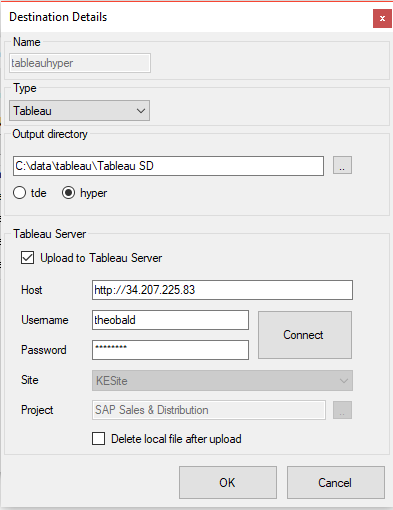 Destination Details
x
Name
tableauhyper
Type
Tableau
Output directory
C:\data\tableau\Tableau SD
..
tde
hyper
Tableau Server
Upload to Tableau Server
Host
http://34.207.225.83
Username
theobald
Connect
Password
********
Site
KESite
Project
SAP Sales & Distribution
..
Delete local file after upload
OK
Cancel